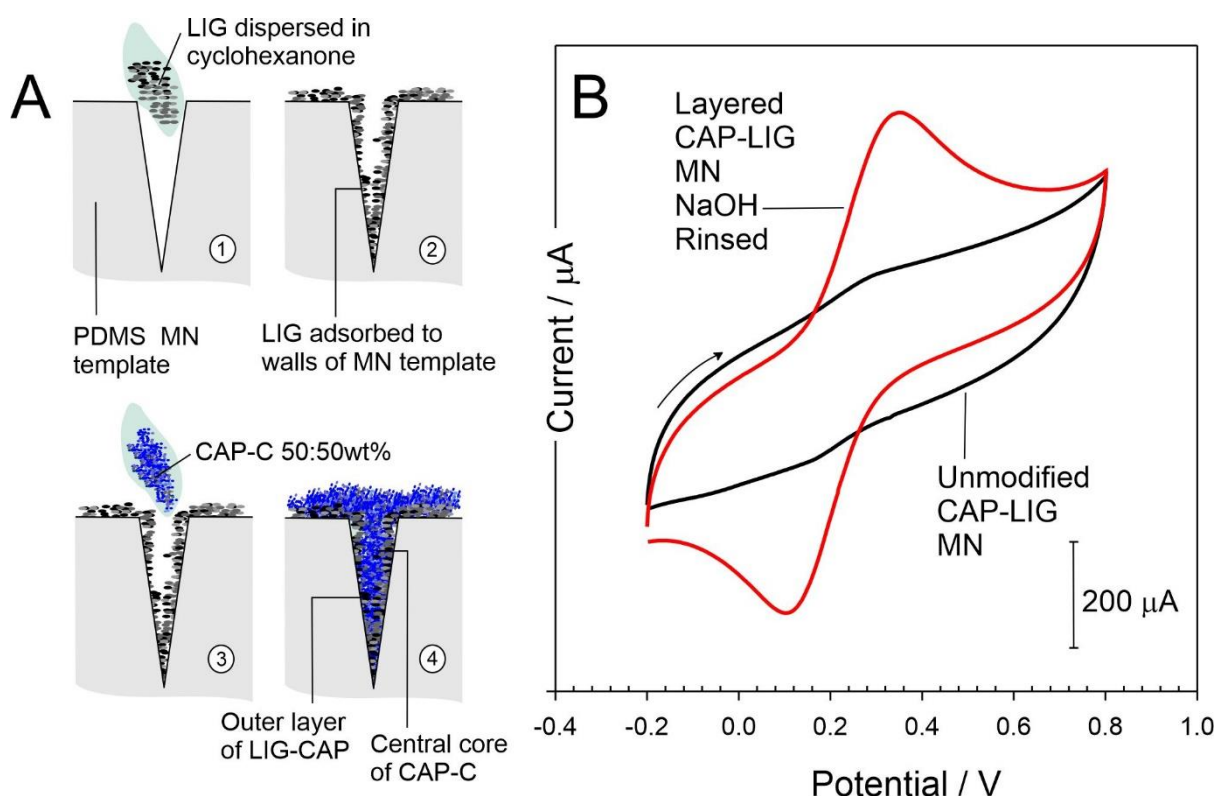 A
LIG dispersed in
cyclohexanone
1
2
PDMS MN
template
LIG adsorbed to
walls of MN template
CAP-C 50:50wt%
3
4
Outer layer
of LIG-CAP
Central core
of CAP-C
B
Layered
CAP-LIG
MN
NaOH
Rinsed
Current / μA
Unmodified
CAP-LIG
MN
200 μA
-0.4 -0.2 0.0 0.2 0.4 0.6 0.8 1.0
Potential / V